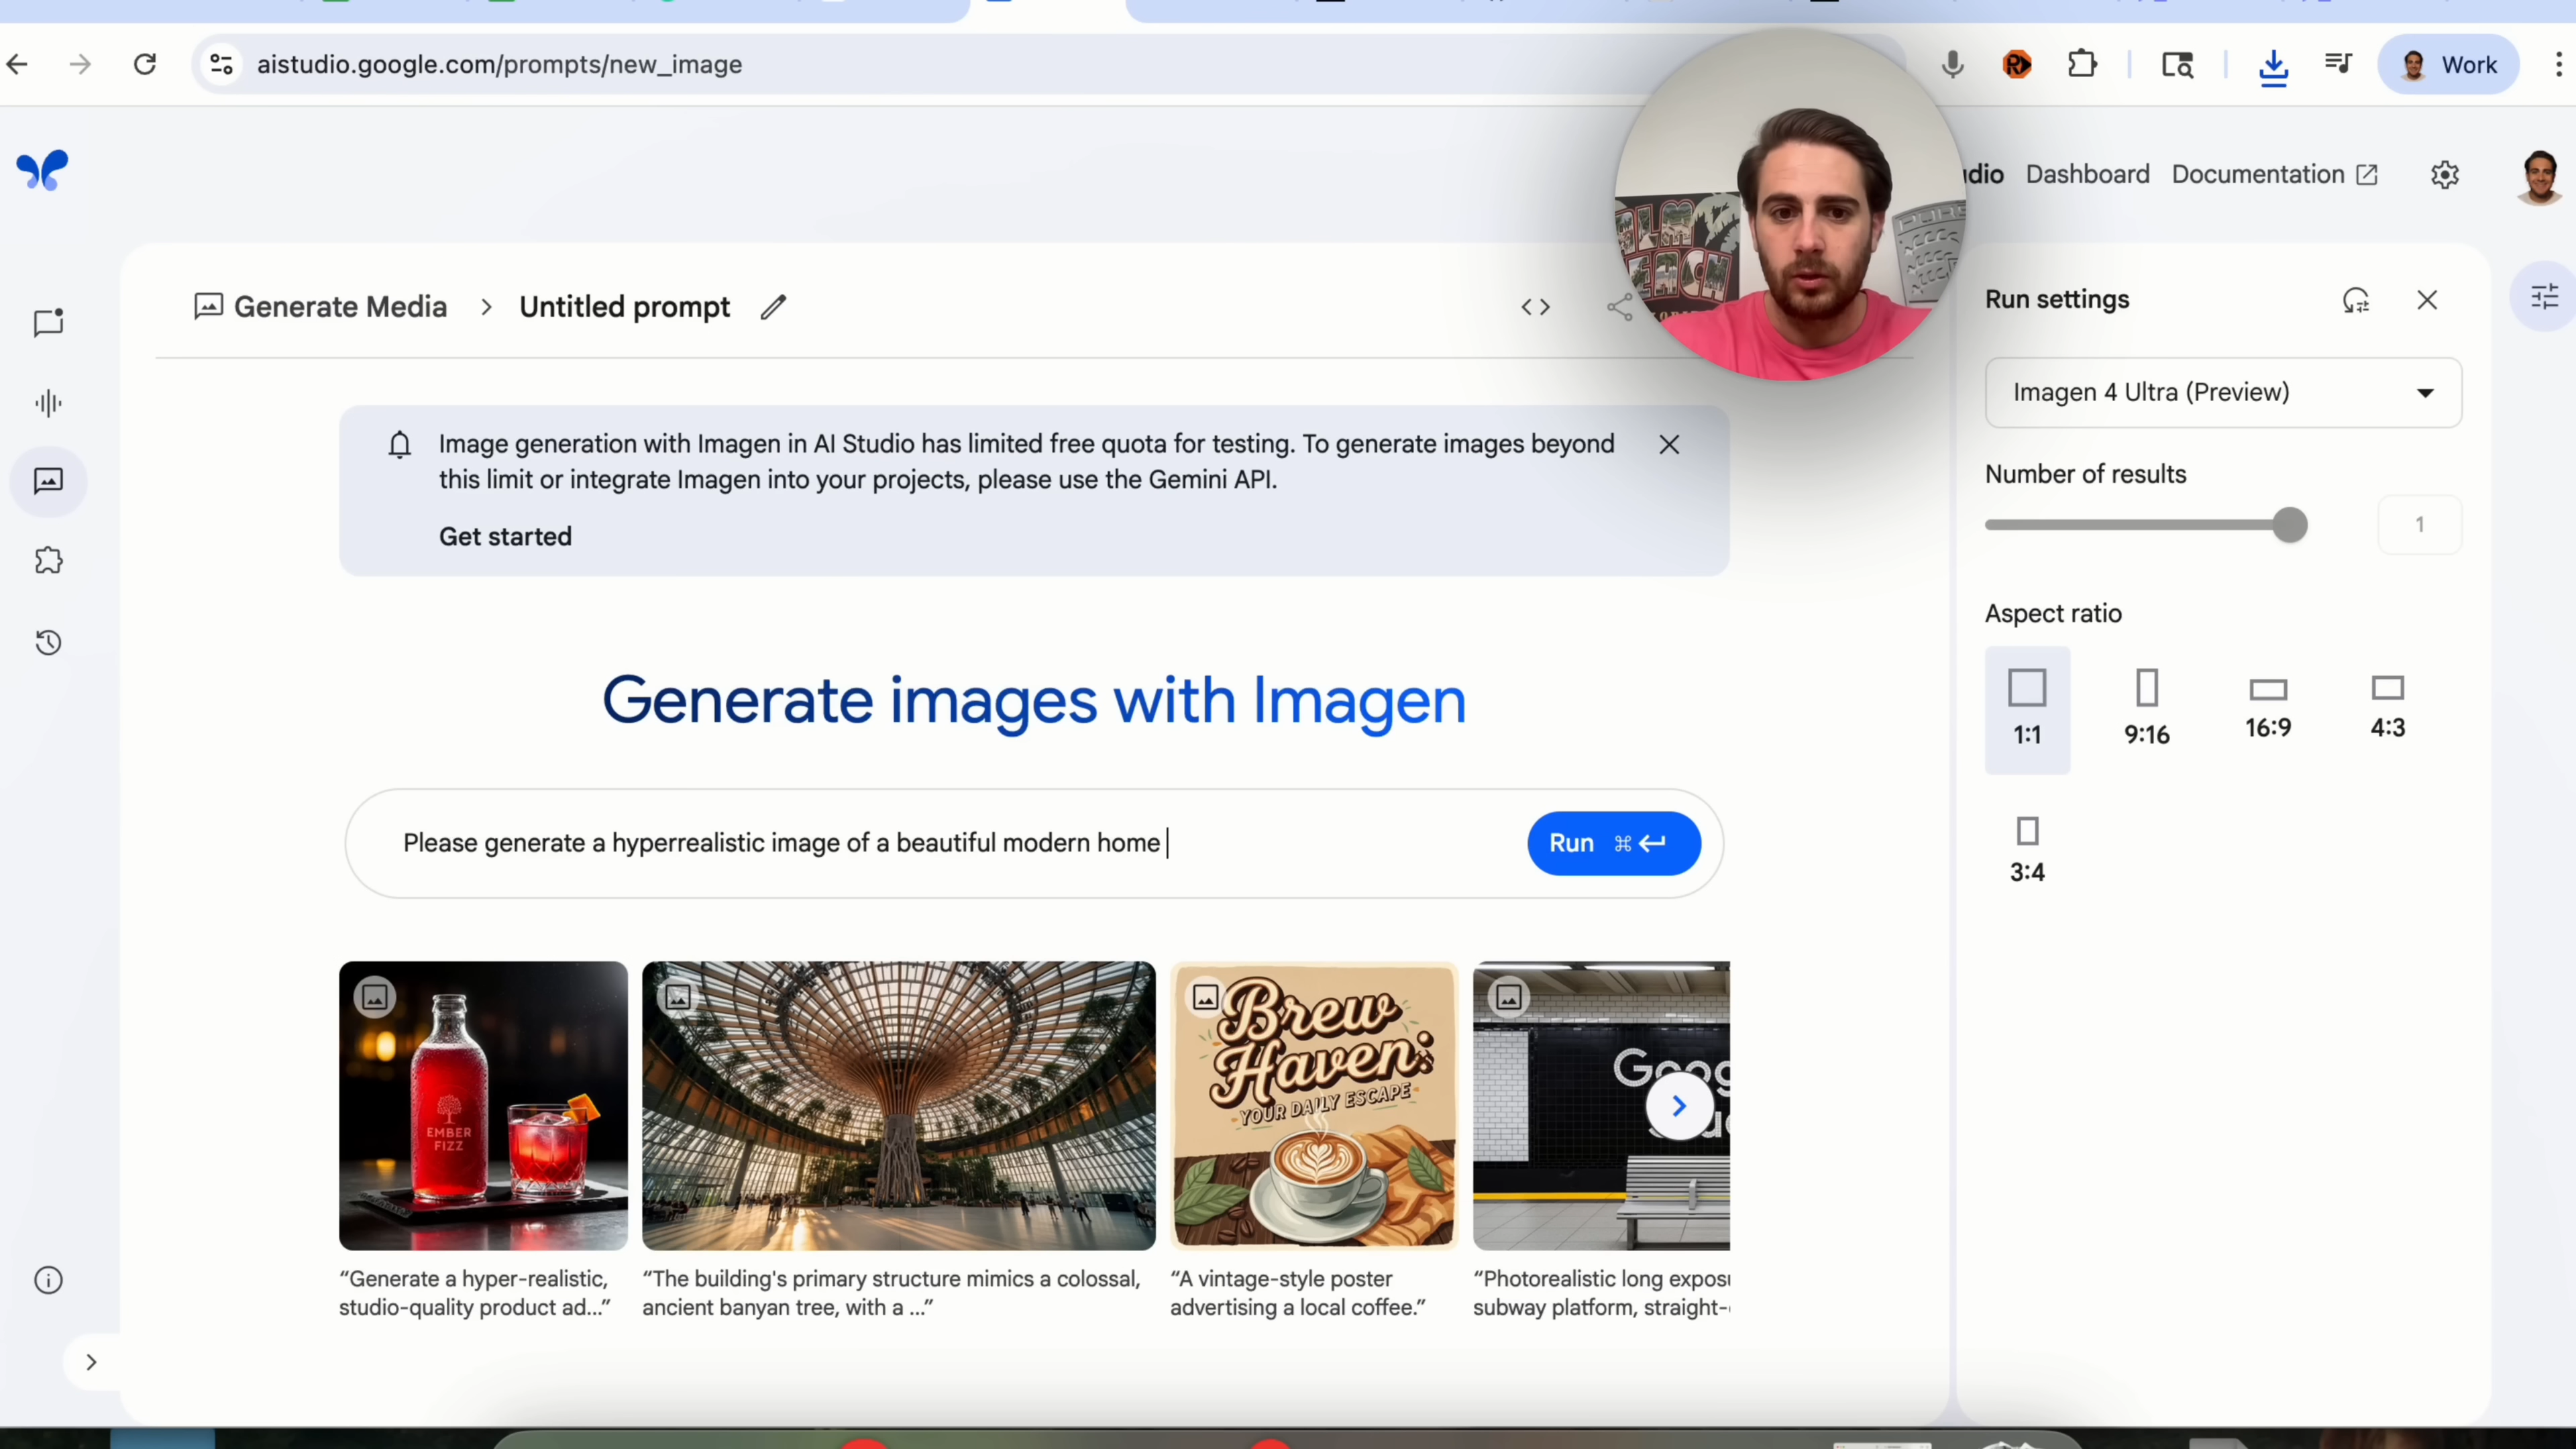 aistudio.google.com/prompts/new_image
Work
Dashboard
Documentation
Generate Media
Untitled prompt
Run settings
Imagen 4 Ultra (Preview)
Image generation with Imagen in AI Studio has limited free quota for testing. To generate images beyond
this limit or integrate Imagen into your projects, please use the Gemini API.
Get started
Number of results
1
Aspect ratio
1:1
9:16
16:9
4:3
3:4
Generate images with Imagen
Please generate a hyperrealistic image of a beautiful modern home
Run ⌘
EMBER
FIZZ
Brew
Haven:
YOUR DAILY ESCAPE
“Generate a hyper-realistic,
studio-quality product ad...”
“The building's primary structure mimics a colossal,
ancient banyan tree, with a ...”
“A vintage-style poster
advertising a local coffee.”
“Photorealistic long
subway platform,